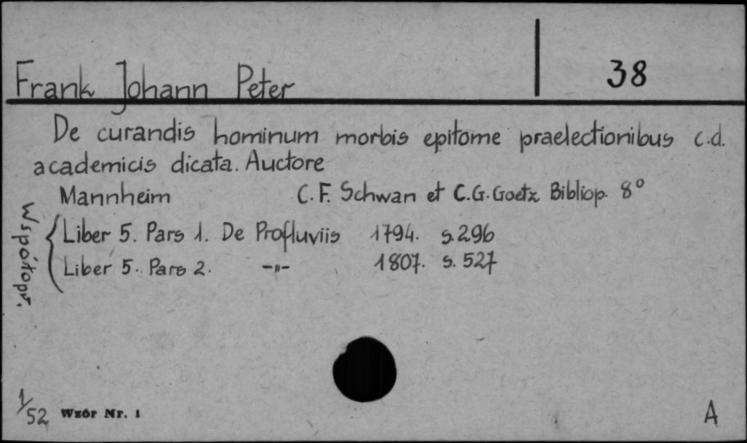 Frank Johann Peter 38
De curandis hominum morbis epitome praelectionibus c.d.
academicis dicata. Auctore
Mannheim C.F. Schwan et C.G. Goetz Bibliop. 8°
Współopr.
Liber 5. Pars 1. De Profluviis 1794. s. 296
Liber 5. Pars 2. -„- 1807. s. 527
1/52 Wzór Nr. 1 A